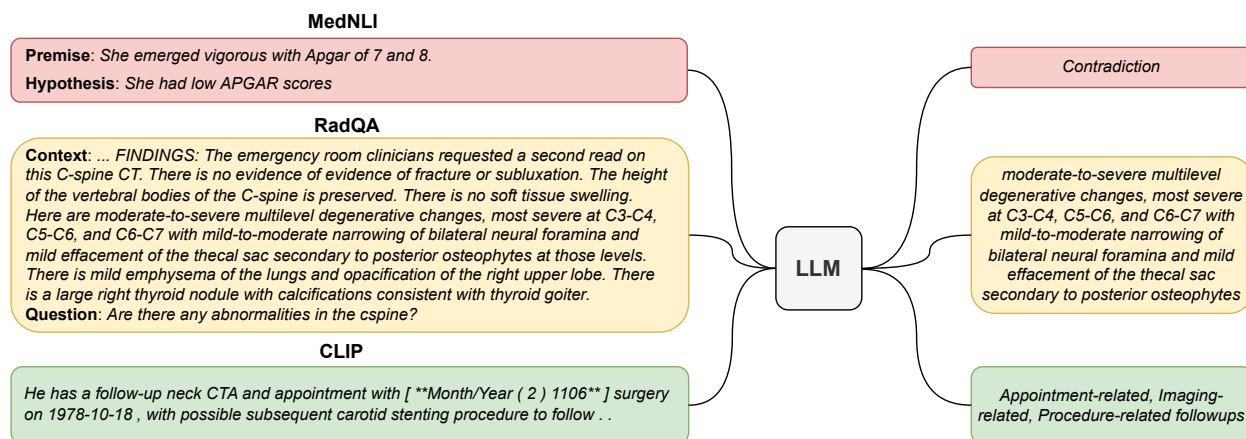 MedNLI
Premise: She emerged vigorous with Apgar of 7 and 8.
Hypothesis: She had low APGAR scores
Contradiction
RadQA
Context: ... FINDINGS: The emergency room clinicians requested a second read on
this C-spine CT. There is no evidence of evidence of fracture or subluxation. The height
of the vertebral bodies of the C-spine is preserved. There is no soft tissue swelling.
Here are moderate-to-severe multilevel degenerative changes, most severe at C3-C4,
C5-C6, and C6-C7 with mild-to-moderate narrowing of bilateral neural foramina and
mild effacement of the thecal sac secondary to posterior osteophytes at those levels.
There is mild emphysema of the lungs and opacification of the right upper lobe. There
is a large right thyroid nodule with calcifications consistent with thyroid goiter.
Question: Are there any abnormalities in the cspine?
LLM
moderate-to-severe multilevel
degenerative changes, most severe
at C3-C4, C5-C6, and C6-C7 with
mild-to-moderate narrowing of
bilateral neural foramina and mild
effacement of the thecal sac
secondary to posterior osteophytes
CLIP
He has a follow-up neck CTA and appointment with [ **Month/Year ( 2 ) 1106** ] surgery
on 1978-10-18 , with possible subsequent carotid stenting procedure to follow . .
Appointment-related, Imaging-
related, Procedure-related followups